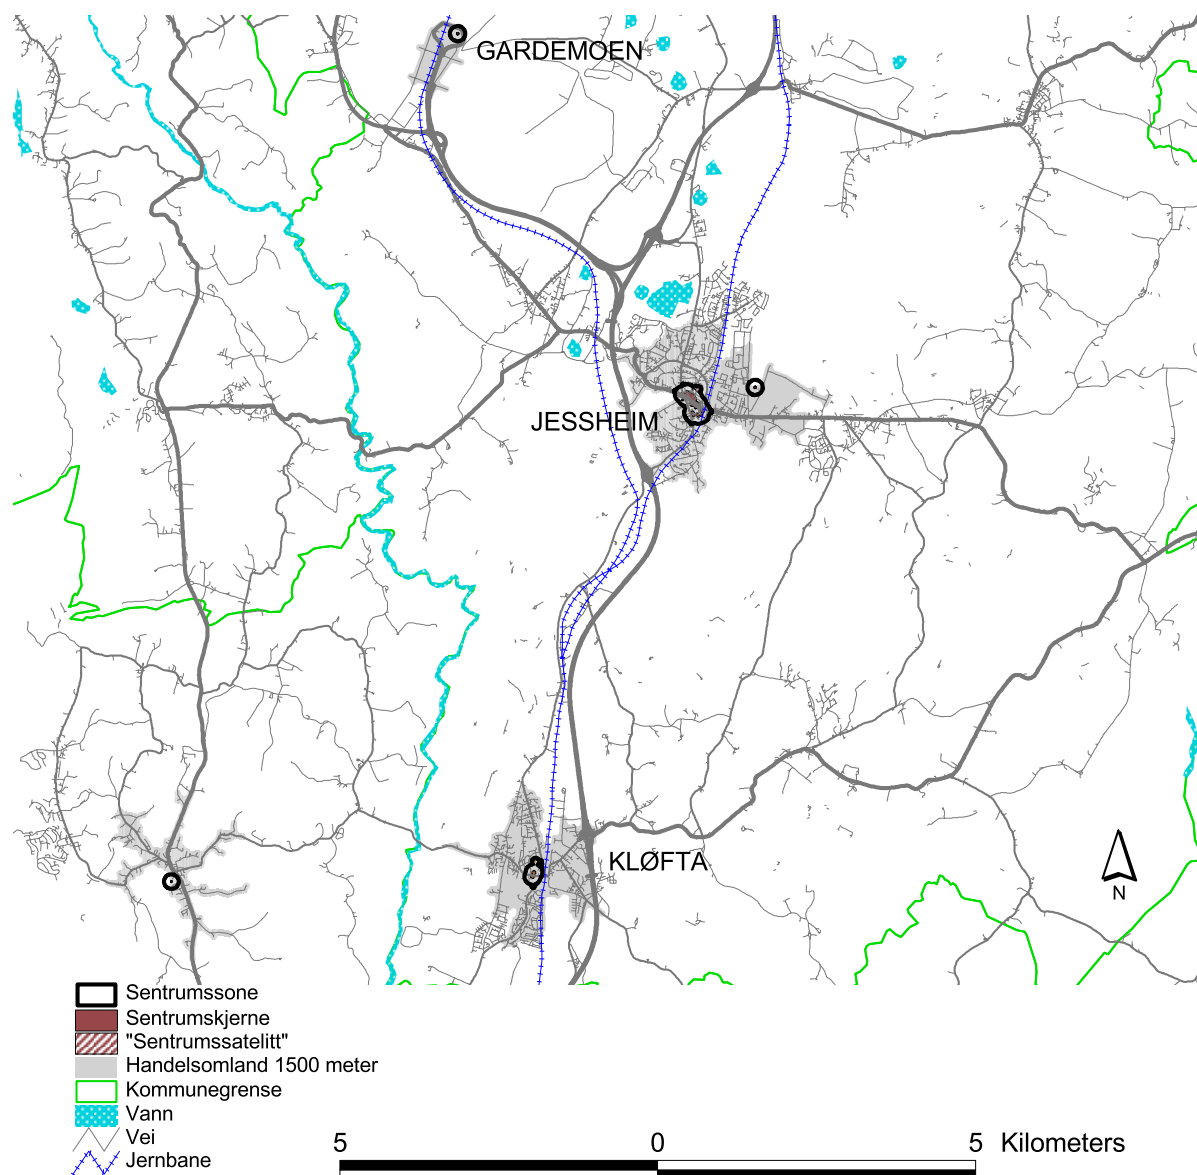 GARDEMOEN
JESSHEIM
KLØFTA
N
Sentrumssone
Sentrumskjerne
"Sentrumssatelitt"
Handelsomland 1500 meter
Kommunegrense
Vann
Vei
Jernbane
5 0 5 Kilometers